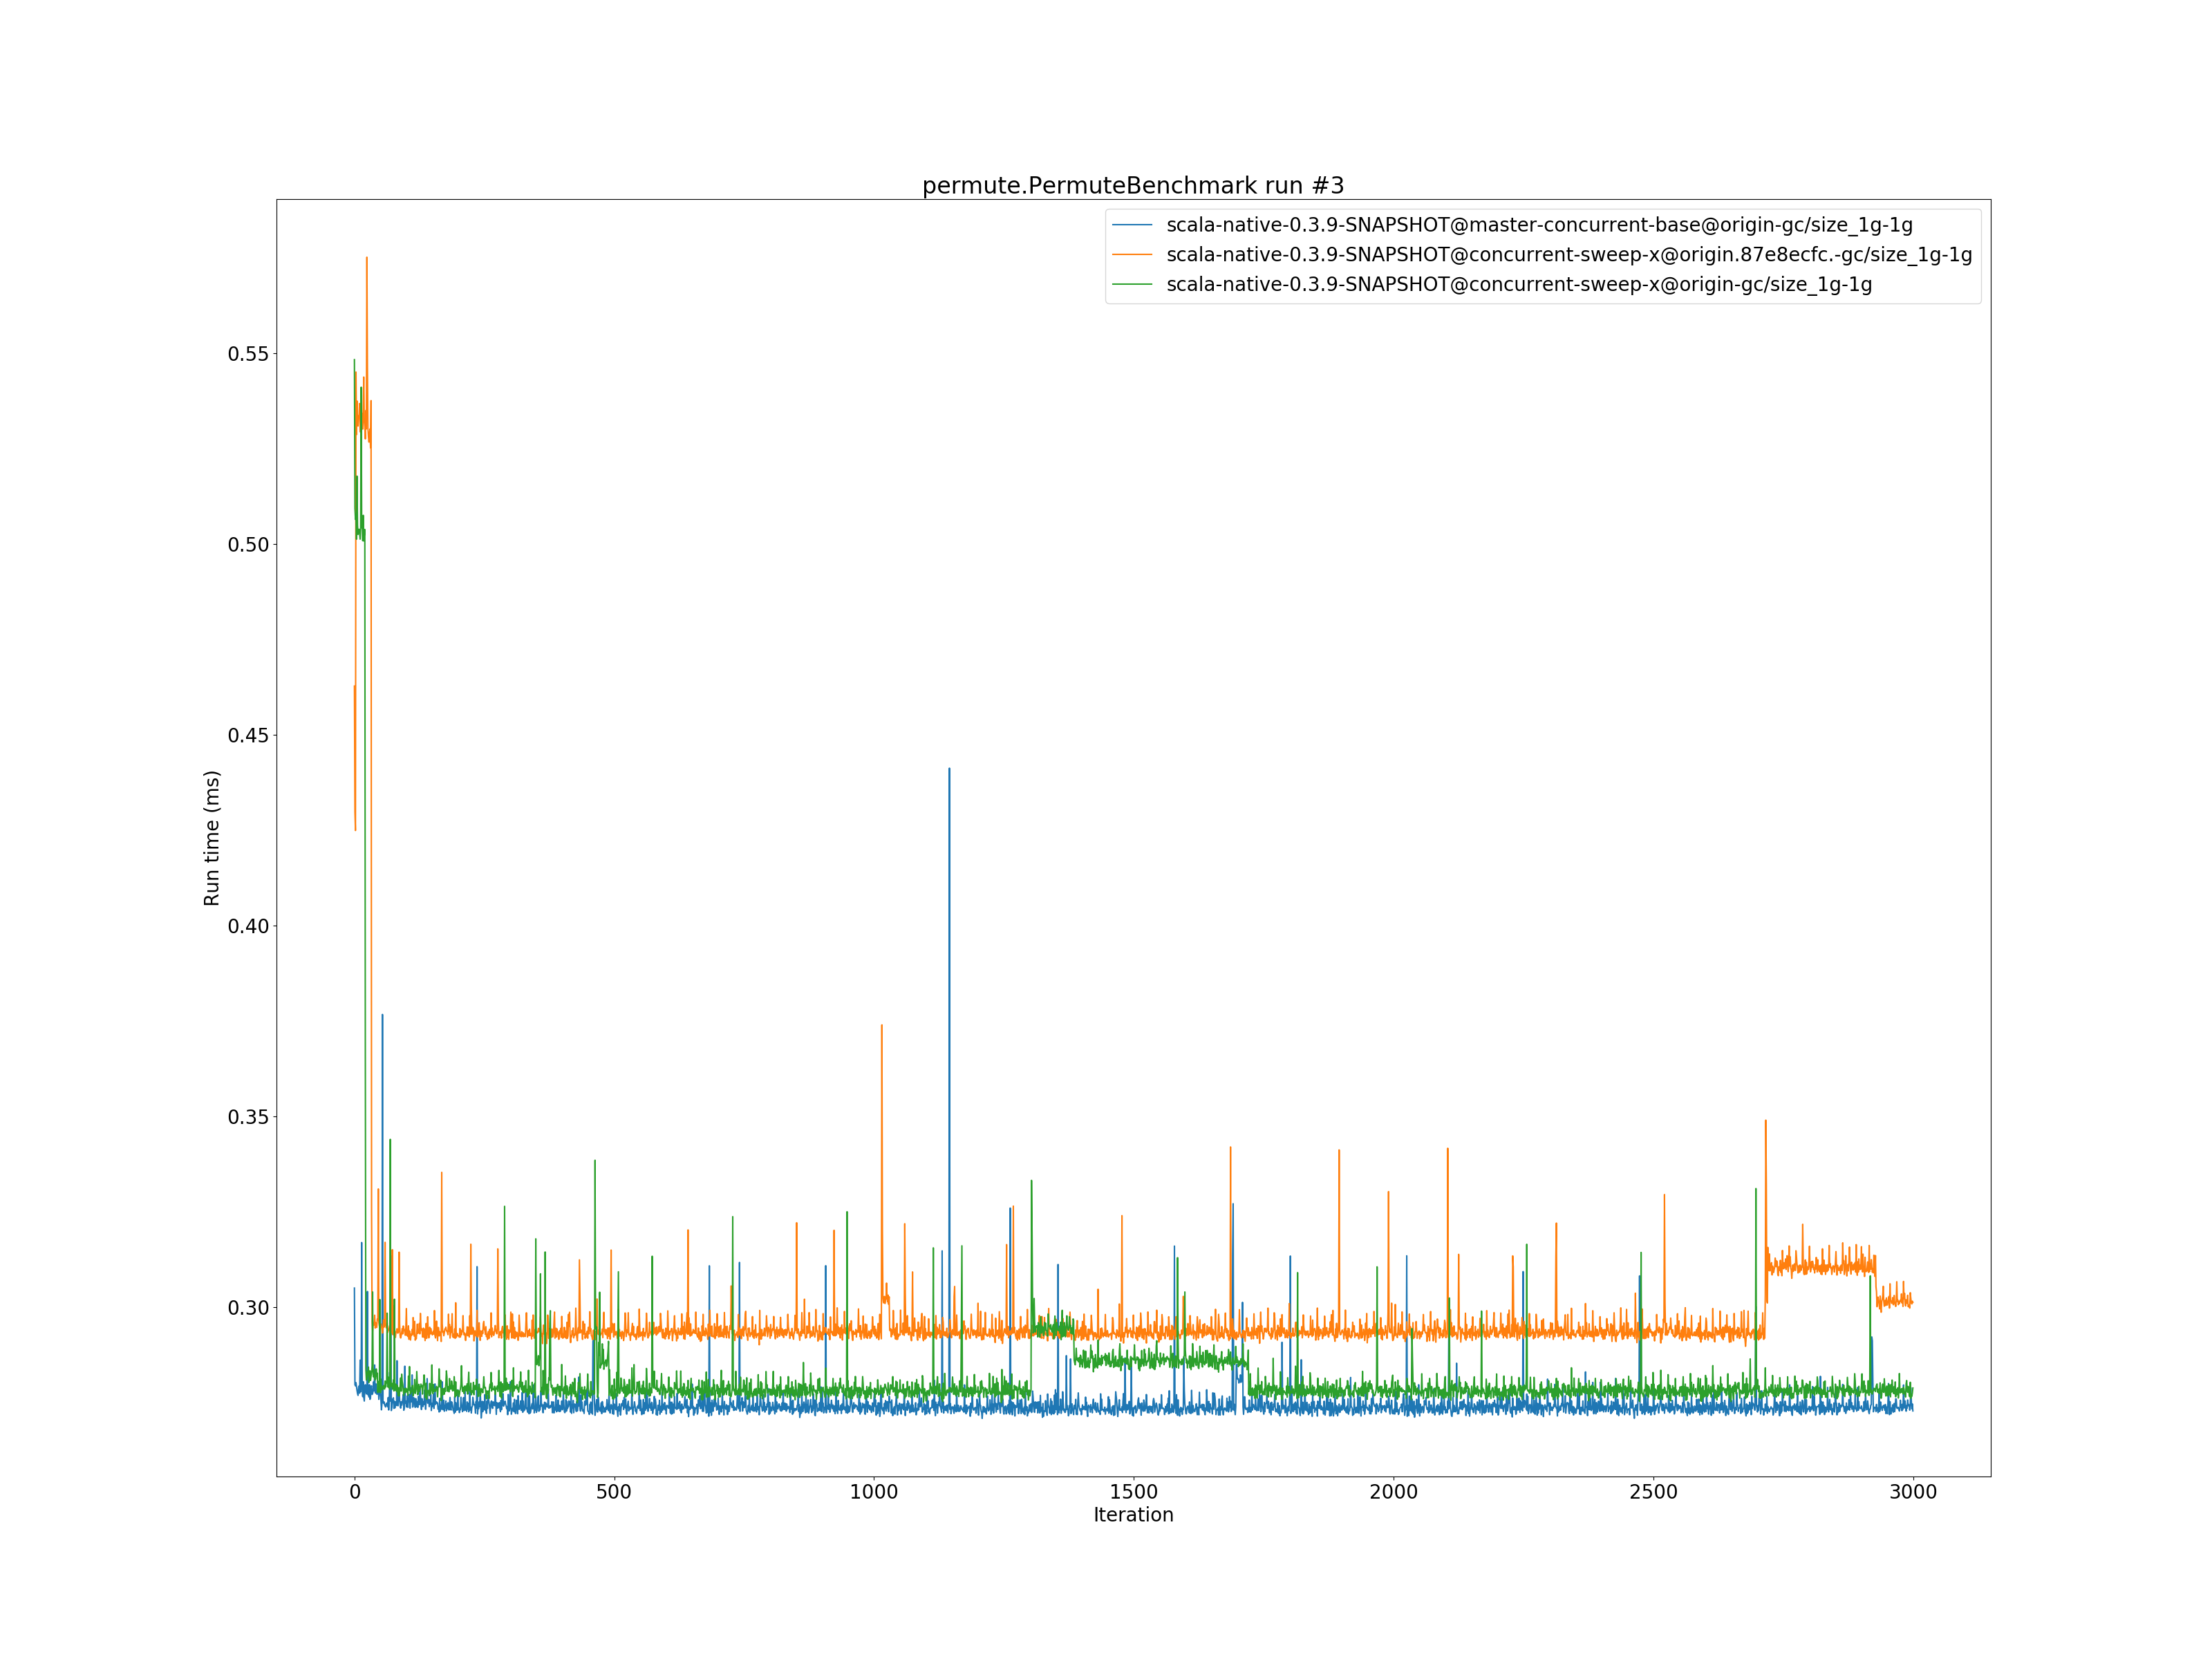 permute.PermuteBenchmark run #3
scala-native-0.3.9-SNAPSHOT@master-concurrent-base@origin-gc/size_1g-1g
scala-native-0.3.9-SNAPSHOT@concurrent-sweep-x@origin.87e8ecfc.-gc/size_1g-1g
scala-native-0.3.9-SNAPSHOT@concurrent-sweep-x@origin-gc/size_1g-1g
0.55
0.50
0.45
0.40
0.35
0.30
Run time (ms)
0 500 1000 1500 2000 2500 3000
Iteration